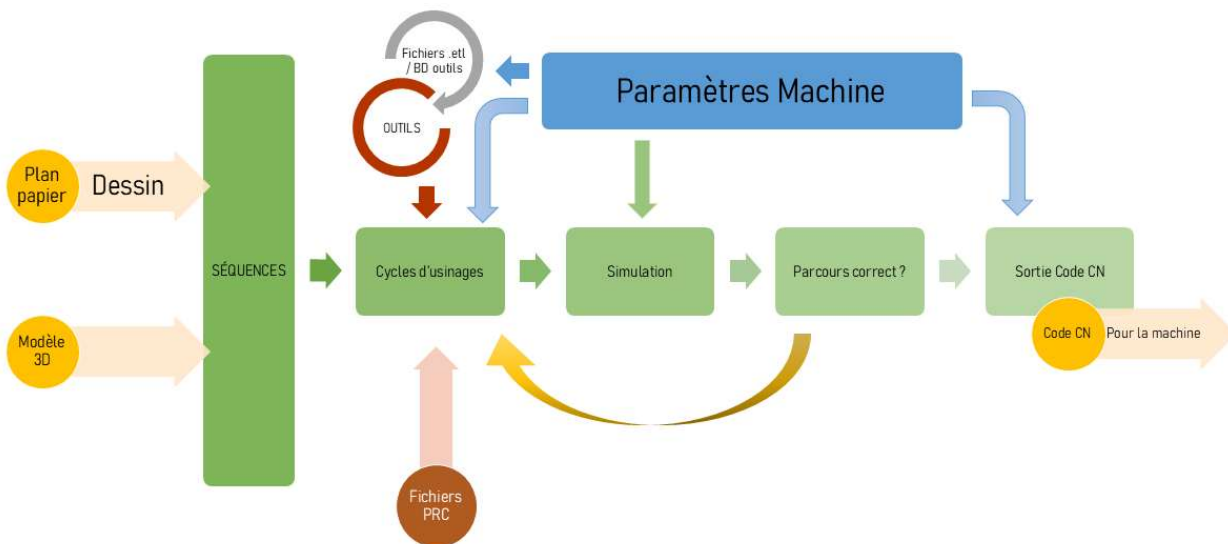 Fichiers .etl
/ BD outils
Paramètres Machine
OUTILS
Plan
papier
Dessin
SÉQUENCES
Cycles d'usinages
Simulation
Parcours correct ?
Sortie Code CN
Modèle
3D
Code CN
Pour la machine
Fichiers
PRC